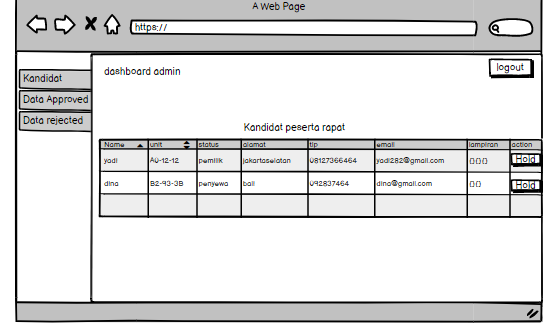 A Web Page
https://
Kandidat
Data Approved
Data rejected
dashboard admin
logout
Kandidat peserta rapat
Name unit status alamat tlp email lampiran action
yadi AU-12-12 pemilik jakartaselatan 08127366464 yadi282@gmail.com Hold
dina B2-93-3B penyewa bali 092837464 dina@gmail.com Hold